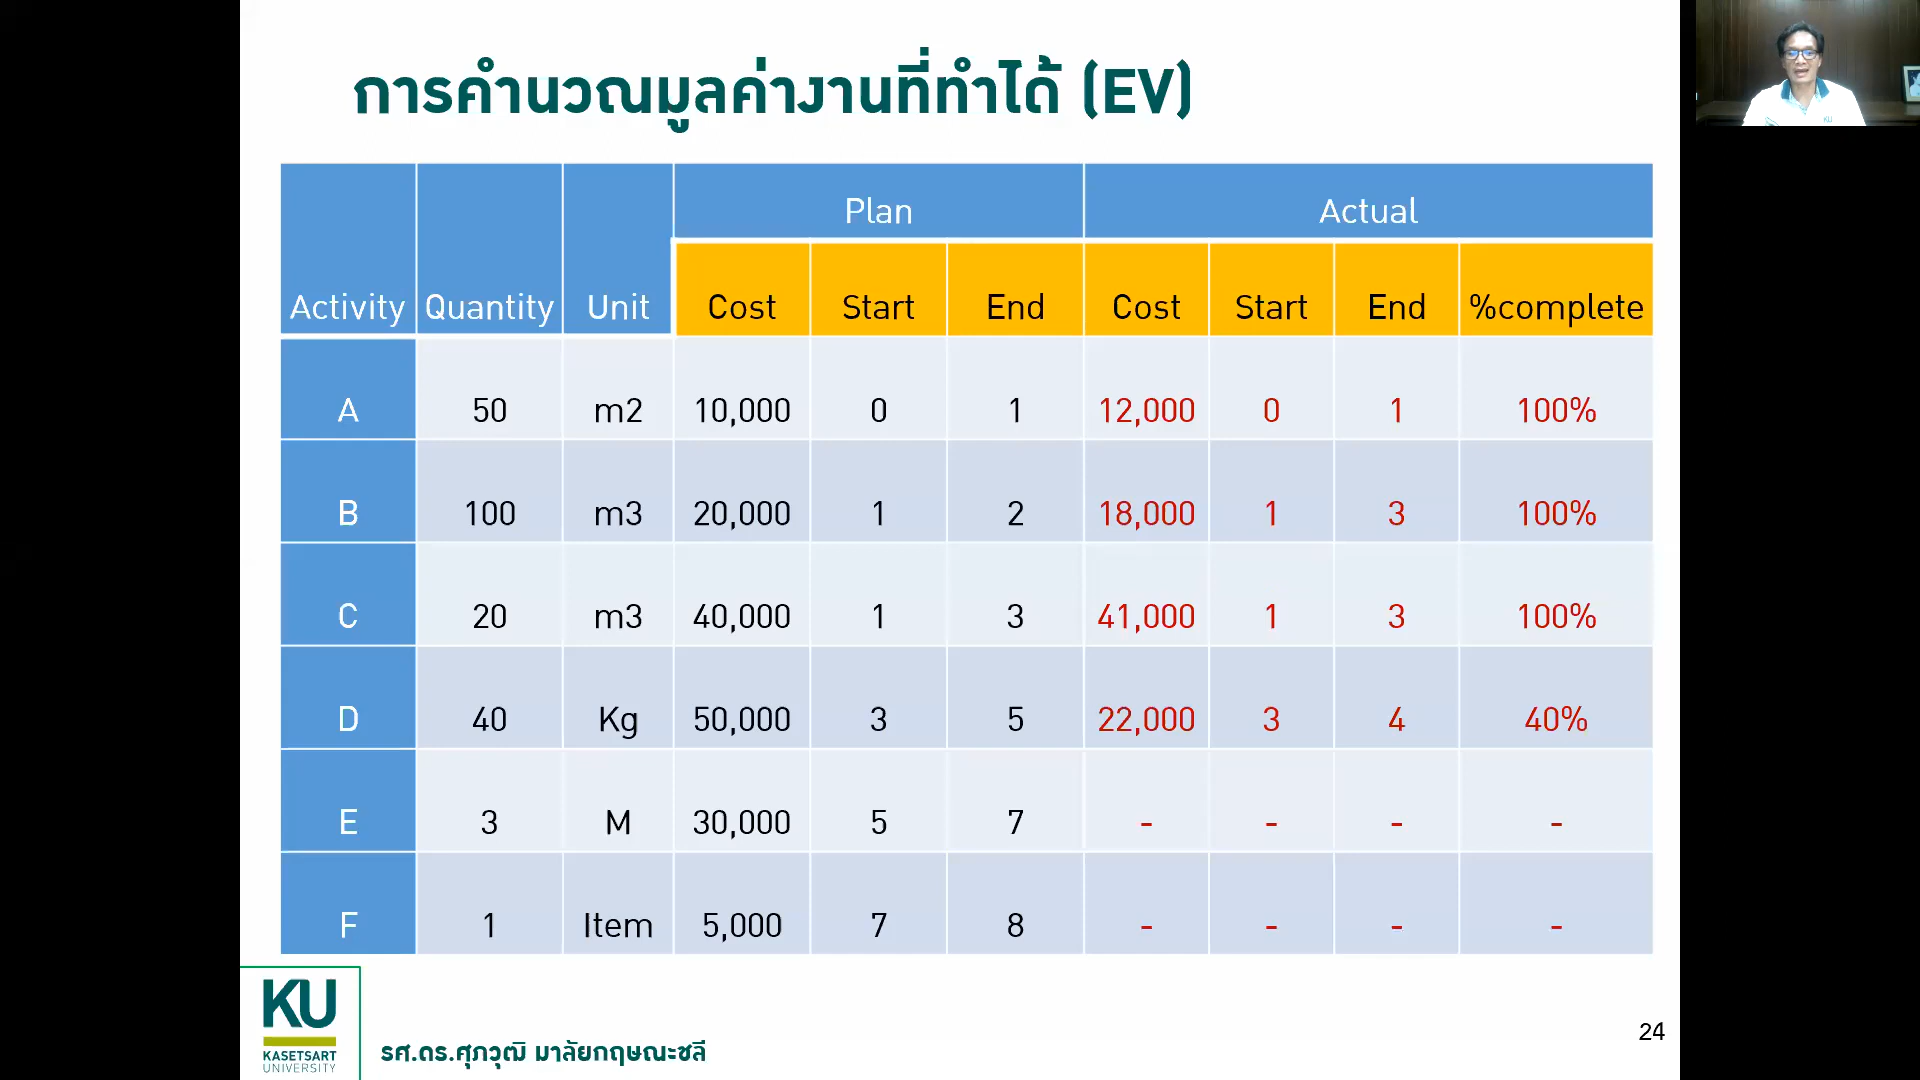 การคำนวณมูลค่างานที่ทำได้ (EV)
Plan Actual
Activity Quantity Unit Cost Start End Cost Start End %complete
A 50 m2 10,000 0 1 12,000 0 1 100%
B 100 m3 20,000 1 2 18,000 1 3 100%
C 20 m3 40,000 1 3 41,000 1 3 100%
D 40 Kg 50,000 3 5 22,000 3 4 40%
E 3 M 30,000 5 7 - - - -
F 1 Item 5,000 7 8 - - - -
KU
KASETSART
UNIVERSITY
รศ.ดร.ศุภวุฒิ มาลัยกฤษณะชลี
24
KU